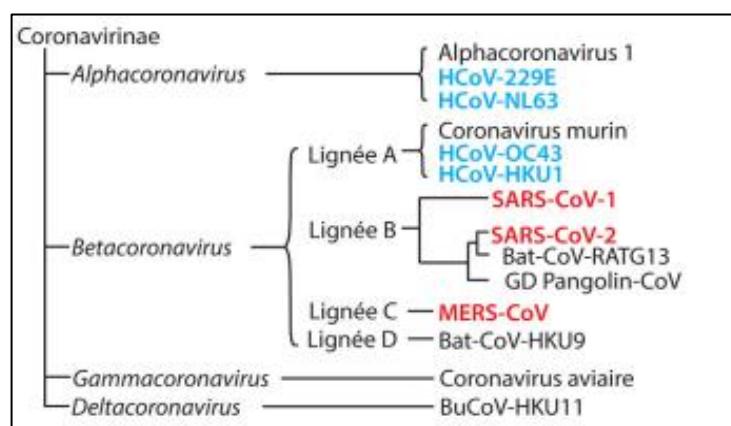 Coronavirinae
Alphacoronavirus
Alphacoronavirus 1
HCoV-229E
HCoV-NL63
Betacoronavirus
Lignée A
Coronavirus murin
HCoV-OC43
HCoV-HKU1
Lignée B
SARS-CoV-1
SARS-CoV-2
Bat-CoV-RATG13
GD Pangolin-CoV
Lignée C
MERS-CoV
Lignée D
Bat-CoV-HKU9
Gammacoronavirus
Coronavirus aviaire
Deltacoronavirus
BuCoV-HKU11